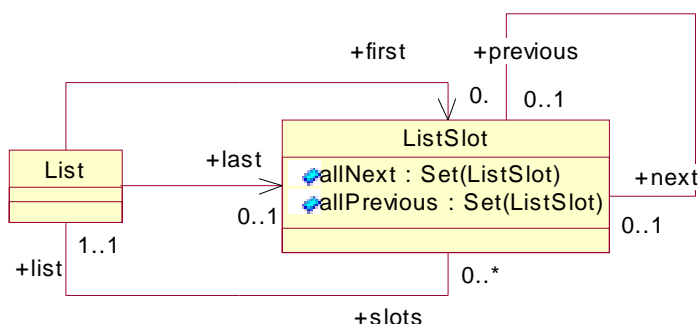 +first
+previous
0.
0..1
ListSlot
List
+last
allNext : Set(ListSlot)
allPrevious : Set(ListSlot)
+next
0..1
0..1
1..1
+list
0..*
+slots